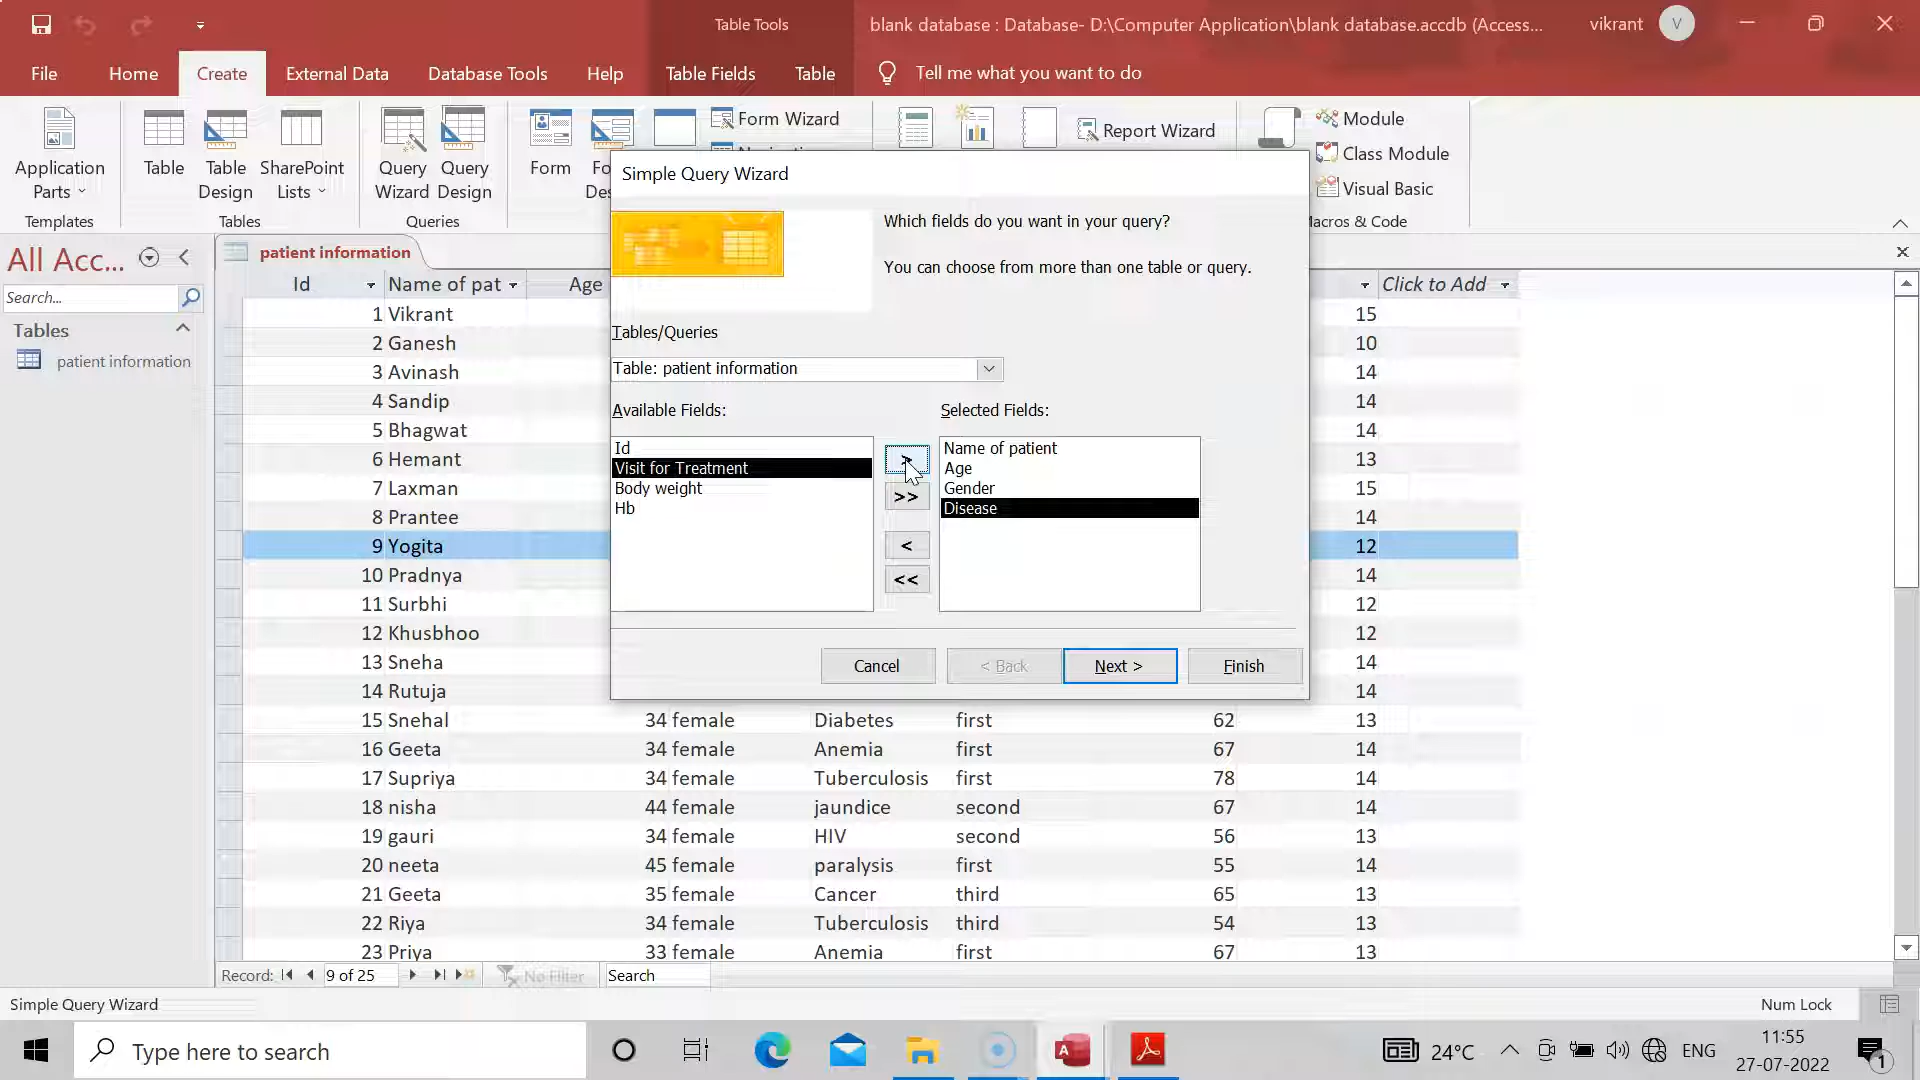 Table Tools
blank database : Database- D:\Computer Application\blank database.accdb (Access...
vikrant
V
File
Home
Create
External Data
Database Tools
Help
Table Fields
Table
Tell me what you want to do
Application Parts
Table
Table Design
SharePoint Lists
Query Wizard
Query Design
Form
Fo
Des
Form Wizard
Report Wizard
Module
Class Module
Visual Basic
Templates
Tables
Queries
acros & Code
All Acc...
Search...
Tables
patient information
patient information
Id
Name of pat
Age
Click to Add
1 Vikrant 15
2 Ganesh 10
3 Avinash 14
4 Sandip 14
5 Bhagwat 14
6 Hemant 13
7 Laxman 15
8 Prantee 14
9 Yogita 12
10 Pradnya 14
11 Surbhi 12
12 Khusbhoo 12
13 Sneha 14
14 Rutuja 14
15 Snehal 34 female Diabetes first 62 13
16 Geeta 34 female Anemia first 67 14
17 Supriya 34 female Tuberculosis first 78 14
18 nisha 44 female jaundice second 67 14
19 gauri 34 female HIV second 56 13
20 neeta 45 female paralysis first 55 14
21 Geeta 35 female Cancer third 65 13
22 Riya 34 female Tuberculosis third 54 13
23 Priya 33 female Anemia first 67 13
Simple Query Wizard
Which fields do you want in your query?
You can choose from more than one table or query.
Tables/Queries
Table: patient information
Available Fields:
Selected Fields:
Id
Visit for Treatment
Body weight
Hb
>
>>
<
<<
Name of patient
Age
Gender
Disease
Cancel
< Back
Next >
Finish
Record:
9 of 25
No Filter
Search
Simple Query Wizard
Num Lock
Type here to search
24°C
ENG
11:55
27-07-2022
1